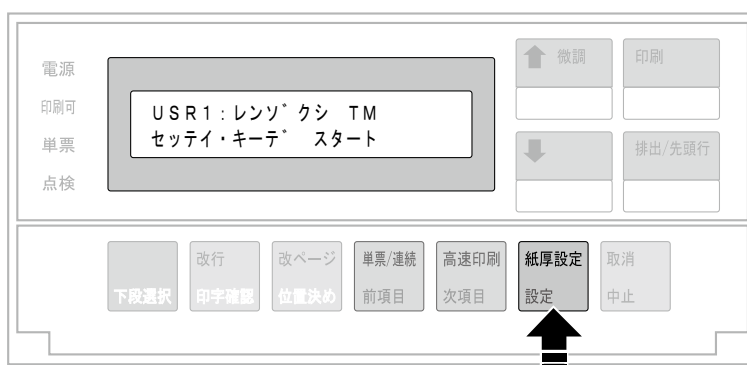 電源
印刷可
単票
点検
USR1:レンゾクシ TM
セッテイ・キーデ スタート
微調
印刷
排出/先頭行
下段選択
改行
印字確認
改ページ
位置決め
単票/連続
前項目
高速印刷
次項目
紙厚設定
設定
取消
中止